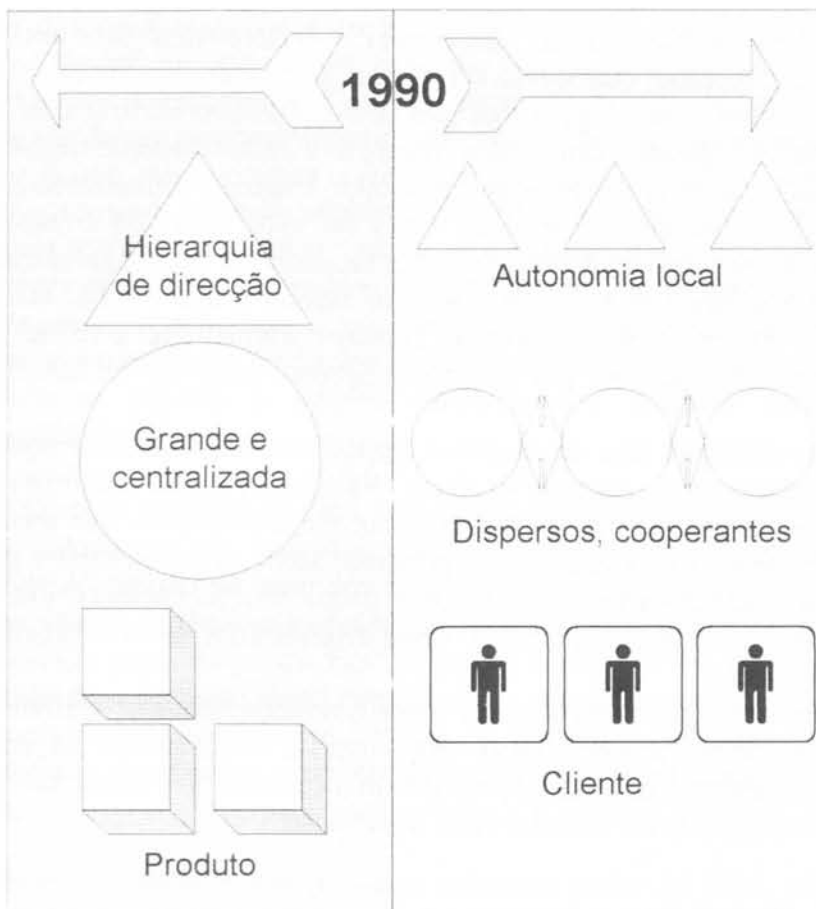 1990
Hierarquia
de direcção
Grande e
centralizada
Produto
Autonomia local
Dispersos, cooperantes
Cliente